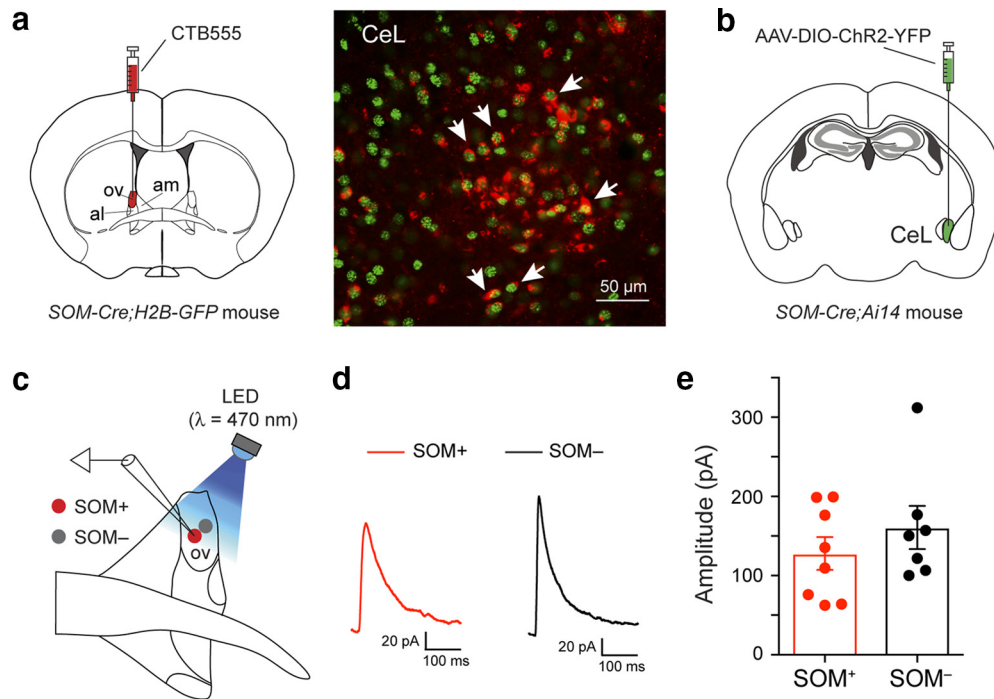 a
CTB555
ov
am
al
SOM-Cre;H2B-GFP mouse
CeL
50 µm
b
AAV-DIO-ChR2-YFP
CeL
SOM-Cre;Ai14 mouse
c
LED
(λ = 470 nm)
SOM+
SOM–
ov
d
SOM+
SOM–
20 pA
100 ms
20 pA
100 ms
e
Amplitude (pA)
300
200
100
0
SOM⁺
SOM⁻